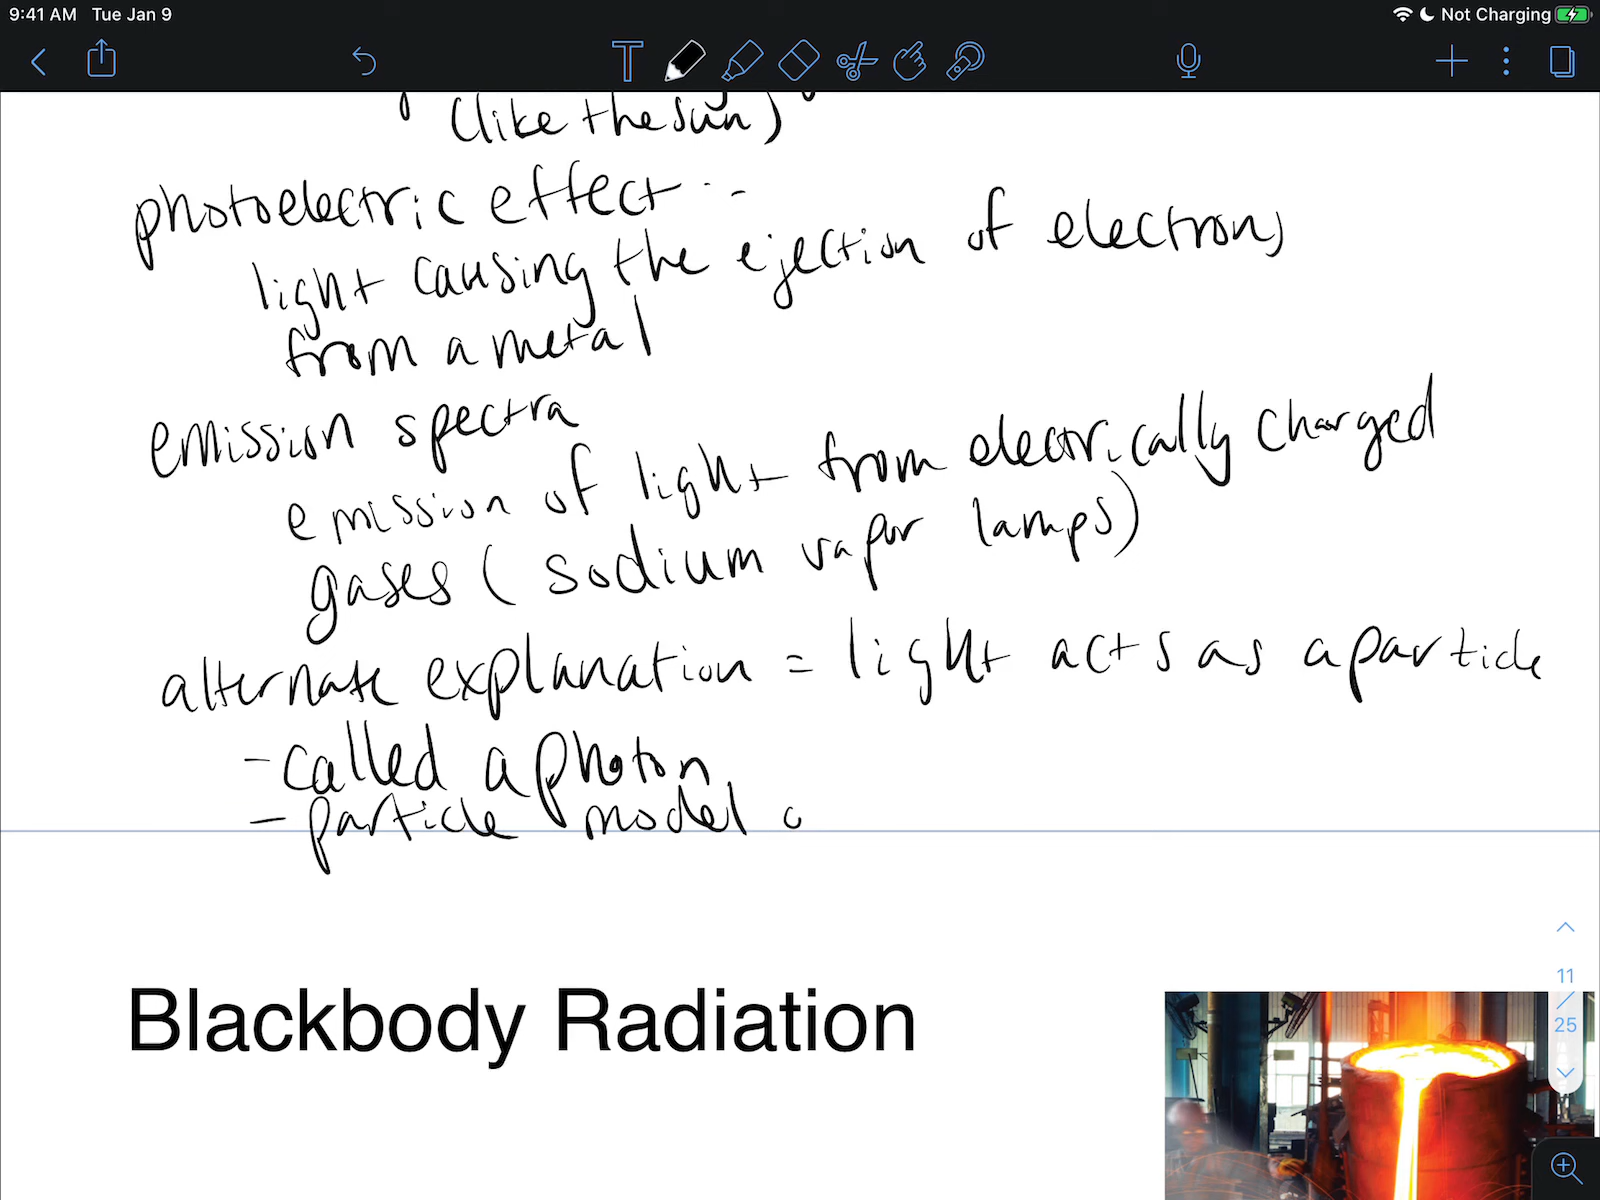 9:41 AM Tue Jan 9 Not Charging
(like the sun)
photoelectric effect --
light causing the ejection of electrons
from a metal
emission spectra
emission of light from electrically charged
gases (sodium vapor lamps)
alternate explanation = light acts as a particle
- called a photon
- particle model o
11
/
25
Blackbody Radiation